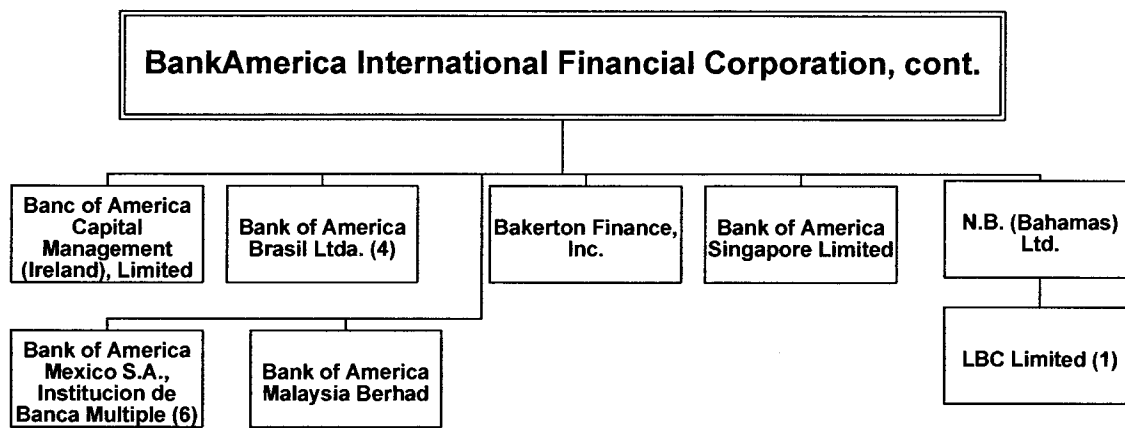 BankAmerica International Financial Corporation, cont.
Banc of America
Capital
Management
(Ireland), Limited
Bank of America
Brasil Ltda. (4)
Bakerton Finance,
Inc.
Bank of America
Singapore Limited
N.B. (Bahamas)
Ltd.
Bank of America
Mexico S.A.,
Institucion de
Banca Multiple (6)
Bank of America
Malaysia Berhad
LBC Limited (1)